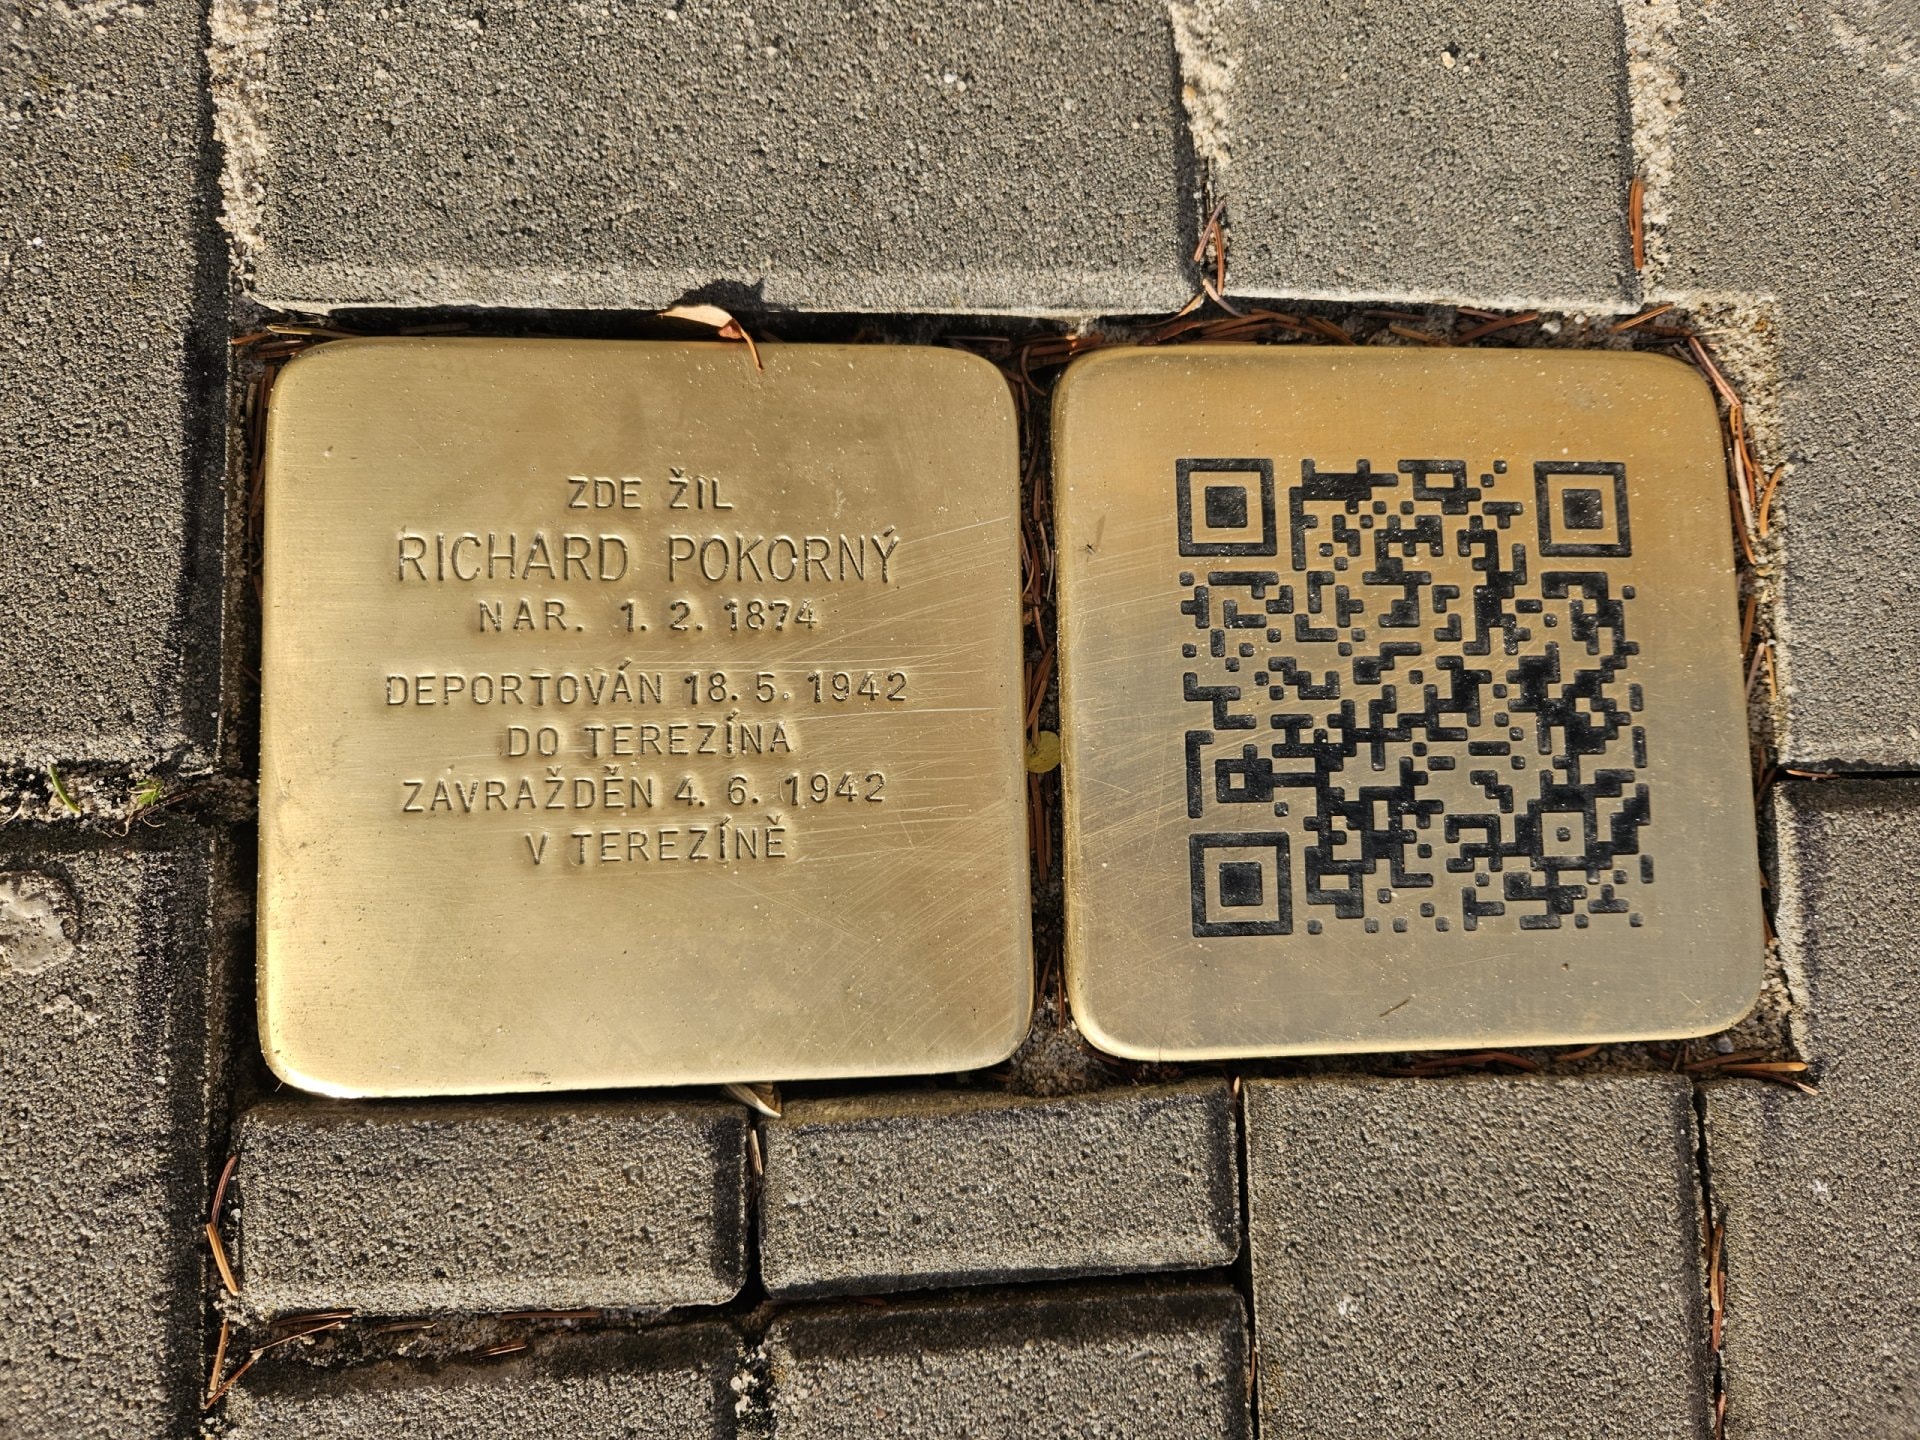 ZDE ŽIL
RICHARD POKORNÝ
NAR. 1. 2. 1874
DEPORTOVÁN 18. 5. 1942
DO TEREZÍNA
ZAVRAŽDĚN 4. 6. 1942
V TEREZÍNĚ